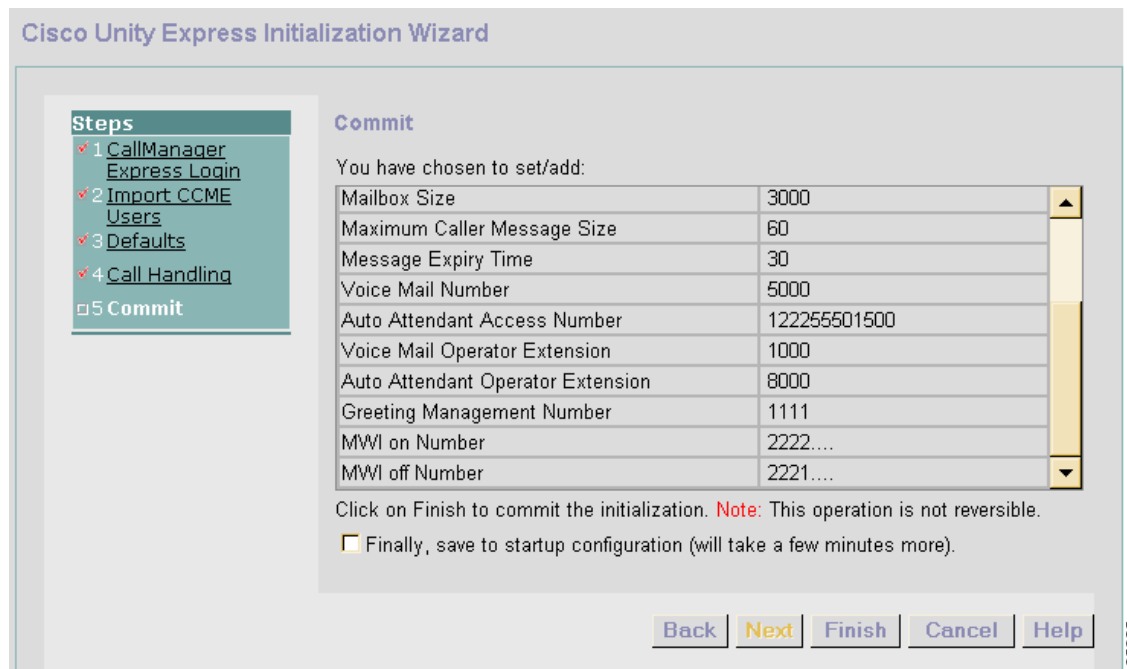 Cisco Unity Express Initialization Wizard
Steps
1 CallManager
Express Login
2 Import CCME
Users
3 Defaults
4 Call Handling
5 Commit
Commit
You have chosen to set/add:
Mailbox Size 3000
Maximum Caller Message Size 60
Message Expiry Time 30
Voice Mail Number 5000
Auto Attendant Access Number 122255501500
Voice Mail Operator Extension 1000
Auto Attendant Operator Extension 8000
Greeting Management Number 1111
MWI on Number 2222....
MWI off Number 2221....
Click on Finish to commit the initialization. Note: This operation is not reversible.
Finally, save to startup configuration (will take a few minutes more).
Back Next Finish Cancel Help